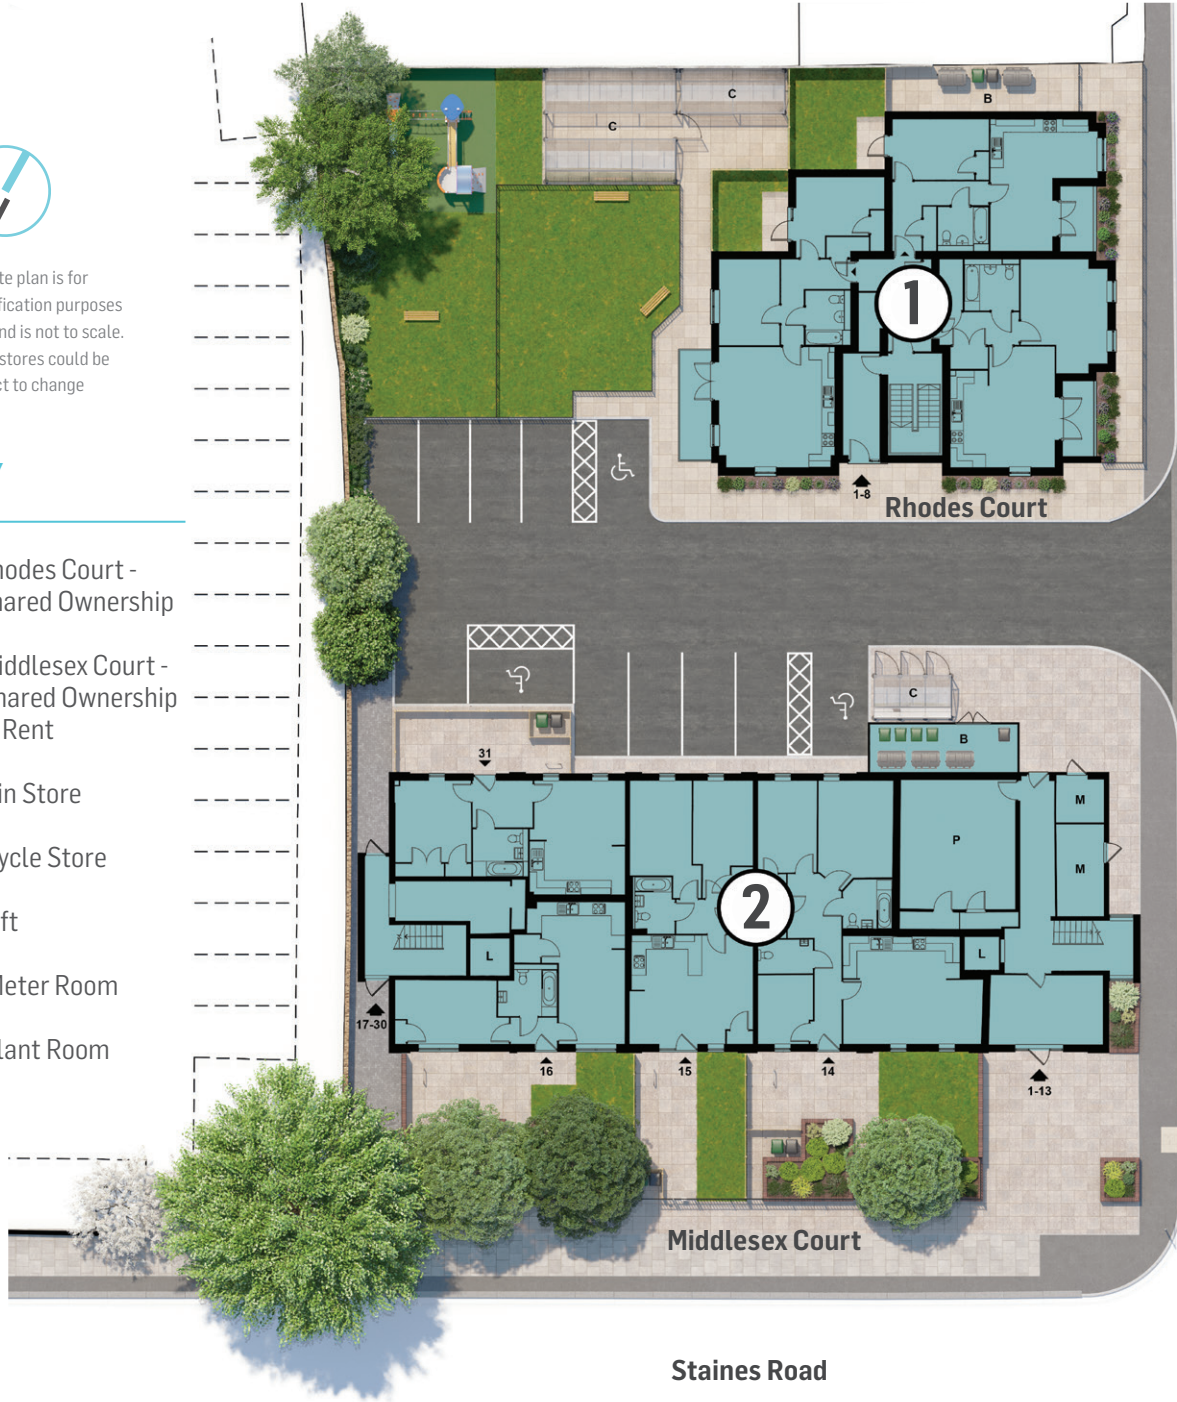 te plan is for
fication purposes
nd is not to scale.
stores could be
ct to change
hodes Court -
hared Ownership
iddlesex Court -
hared Ownership
Rent
in Store
ycle Store
ft
Meter Room
lant Room
C
C
B
1
1-8
Rhodes Court
C
B
31
P
M
M
2
L
L
17-30
16
15
14
1-13
Middlesex Court
Staines Road